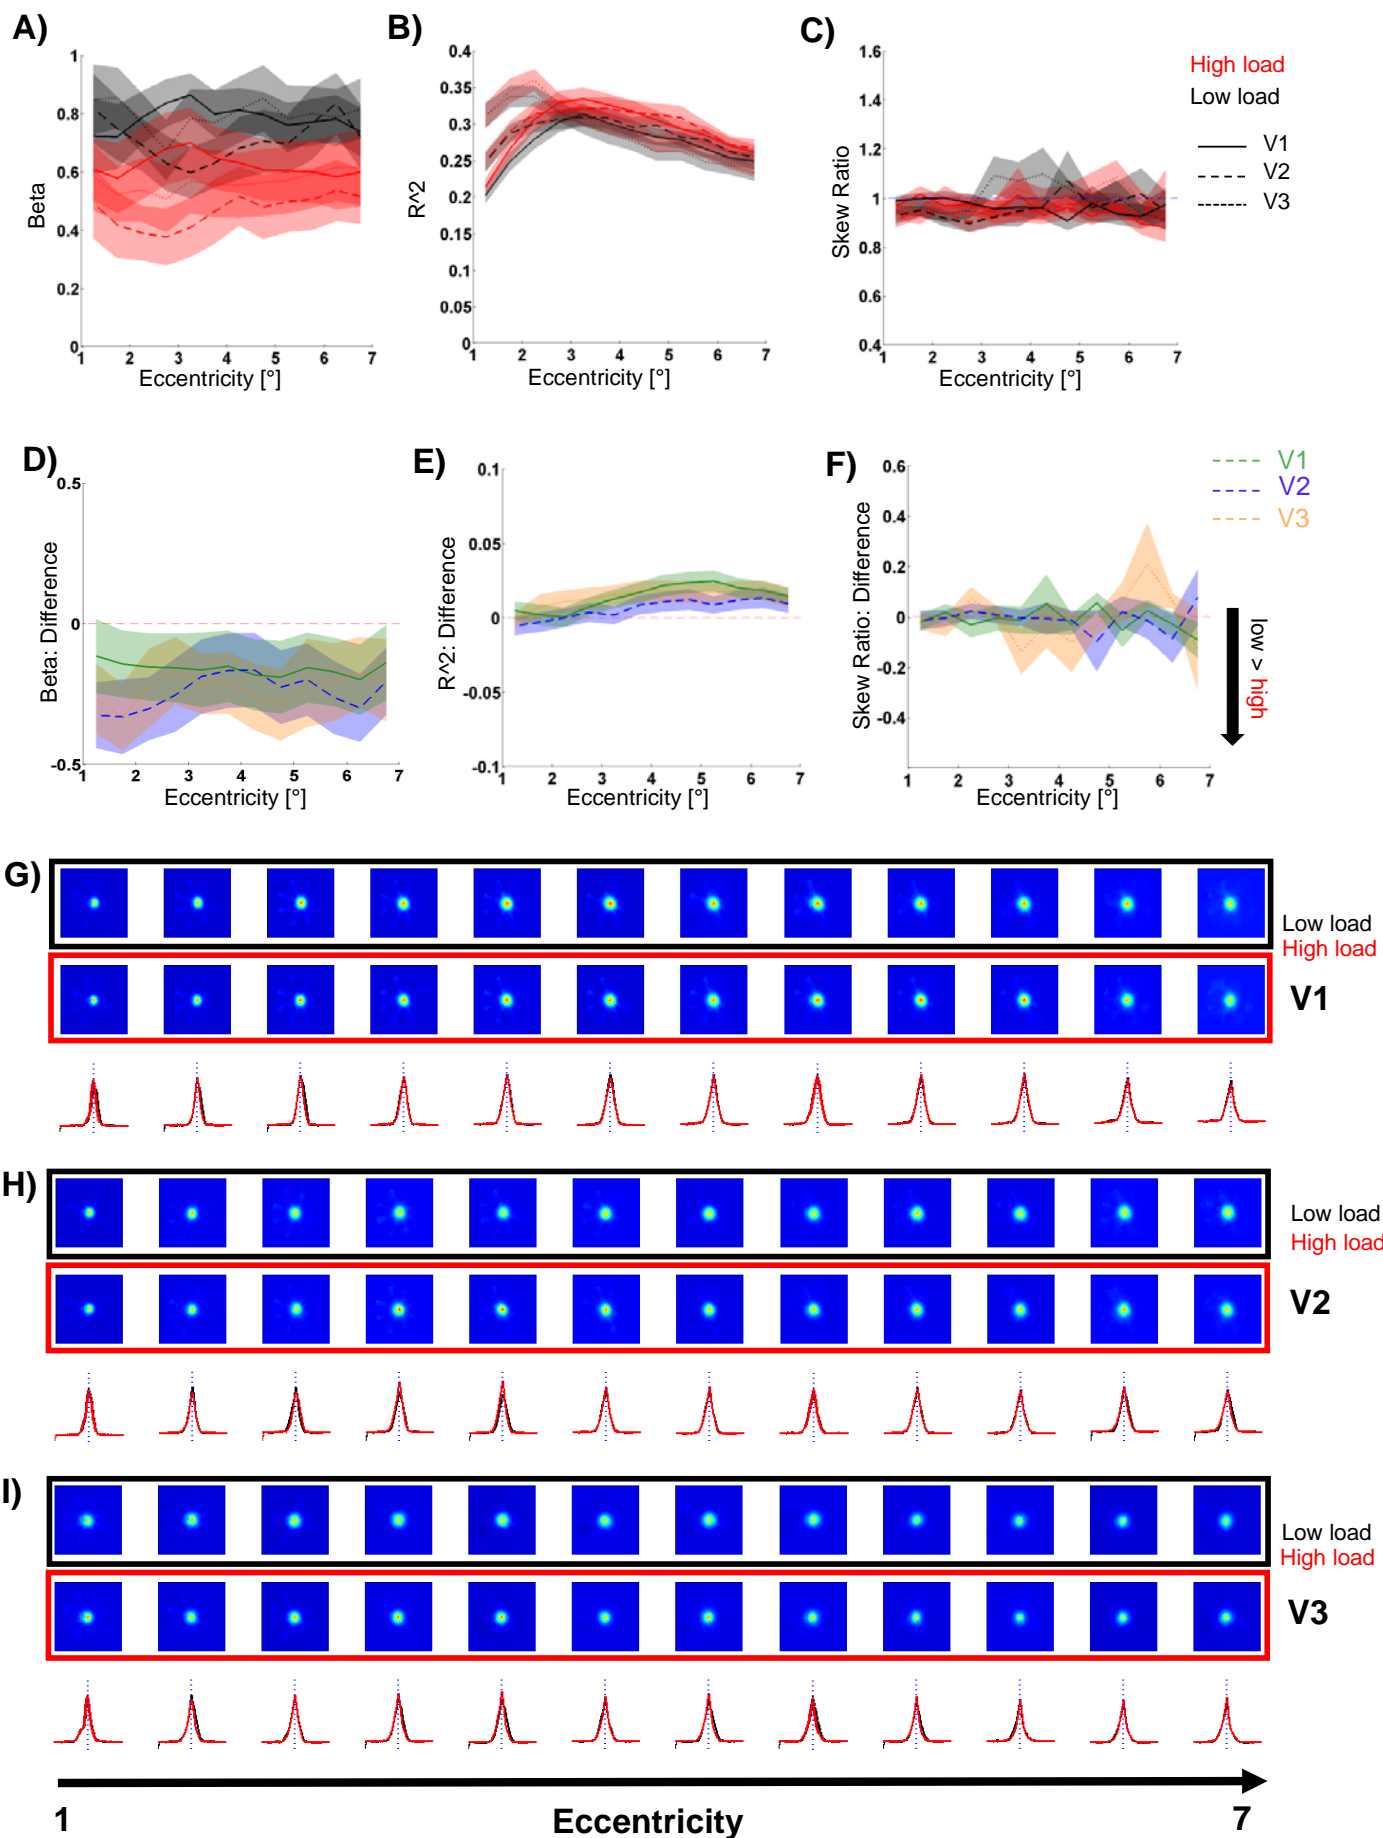 A)
1
0.8
0.6
0.4
0.2
0
Beta
1 2 3 4 5 6 7
Eccentricity [°]
B)
0.4
0.35
0.3
0.25
0.2
0.15
0.1
0.05
0
R^2
1 2 3 4 5 6 7
Eccentricity [°]
C)
1.6
1.4
1.2
1
0.8
0.6
0.4
Skew Ratio
1 2 3 4 5 6 7
Eccentricity [°]
High load
Low load
V1
V2
V3
D)
0.5
0
-0.5
Beta: Difference
1 2 3 4 5 6 7
Eccentricity [°]
E)
0.1
0.05
0
-0.05
-0.1
R^2: Difference
1 2 3 4 5 6 7
Eccentricity [°]
F)
0.6
0.4
0.2
0
-0.2
-0.4
Skew Ratio: Difference
1 2 3 4 5 6 7
Eccentricity [°]
V1
V2
V3
low > high
G)
Low load
High load
V1
H)
Low load
High load
V2
I)
Low load
High load
V3
1 Eccentricity 7